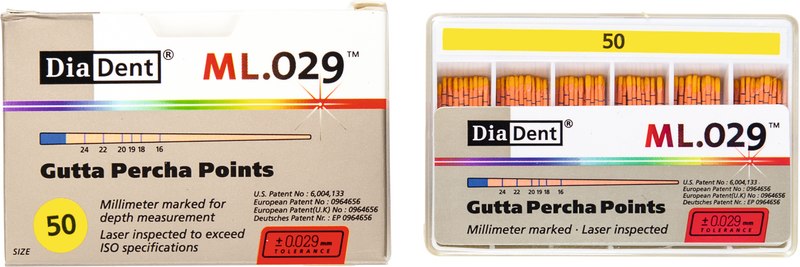 DiaDent®
ML.029™
24 22 20 19 18 16
Gutta Percha Points
50
SIZE
Millimeter marked for
depth measurement
Laser inspected to exceed
ISO specifications
U.S. Patent No : 6,004,133
European Patent No : 0964656
European Patent(U.K) No : 0964656
Deutsches Patent Nr. : EP 0964656
±0.029mm
TOLERANCE
50
DiaDent®
ML.029™
24 22 20 19 18 16
Gutta Percha Points
Millimeter marked · Laser inspected
U.S. Patent No : 6,004,133
European Patent No : 0964656
European Patent(U.K) No : 0964656
Deutsches Patent Nr. : EP 0964656
±0.029mm
TOLERANCE